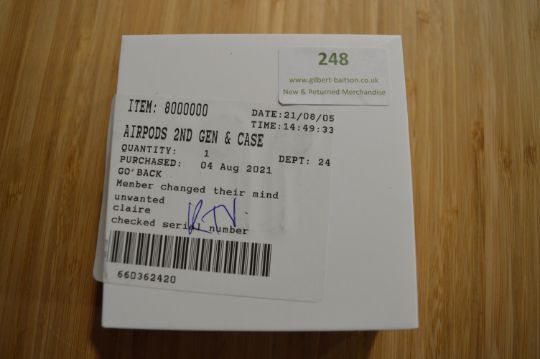 248
www.gilbert-baitson.co.uk
New & Returned Merchandise
ITEM: 8000000
DATE:21/08/05
TIME:14:49:33
AIRPODS 2ND GEN & CASE
QUANTITY: 1 DEPT: 24
PURCHASED: 04 Aug 2021
GO'BACK
Member changed their mind
unwanted
claire
checked serial number
660362420